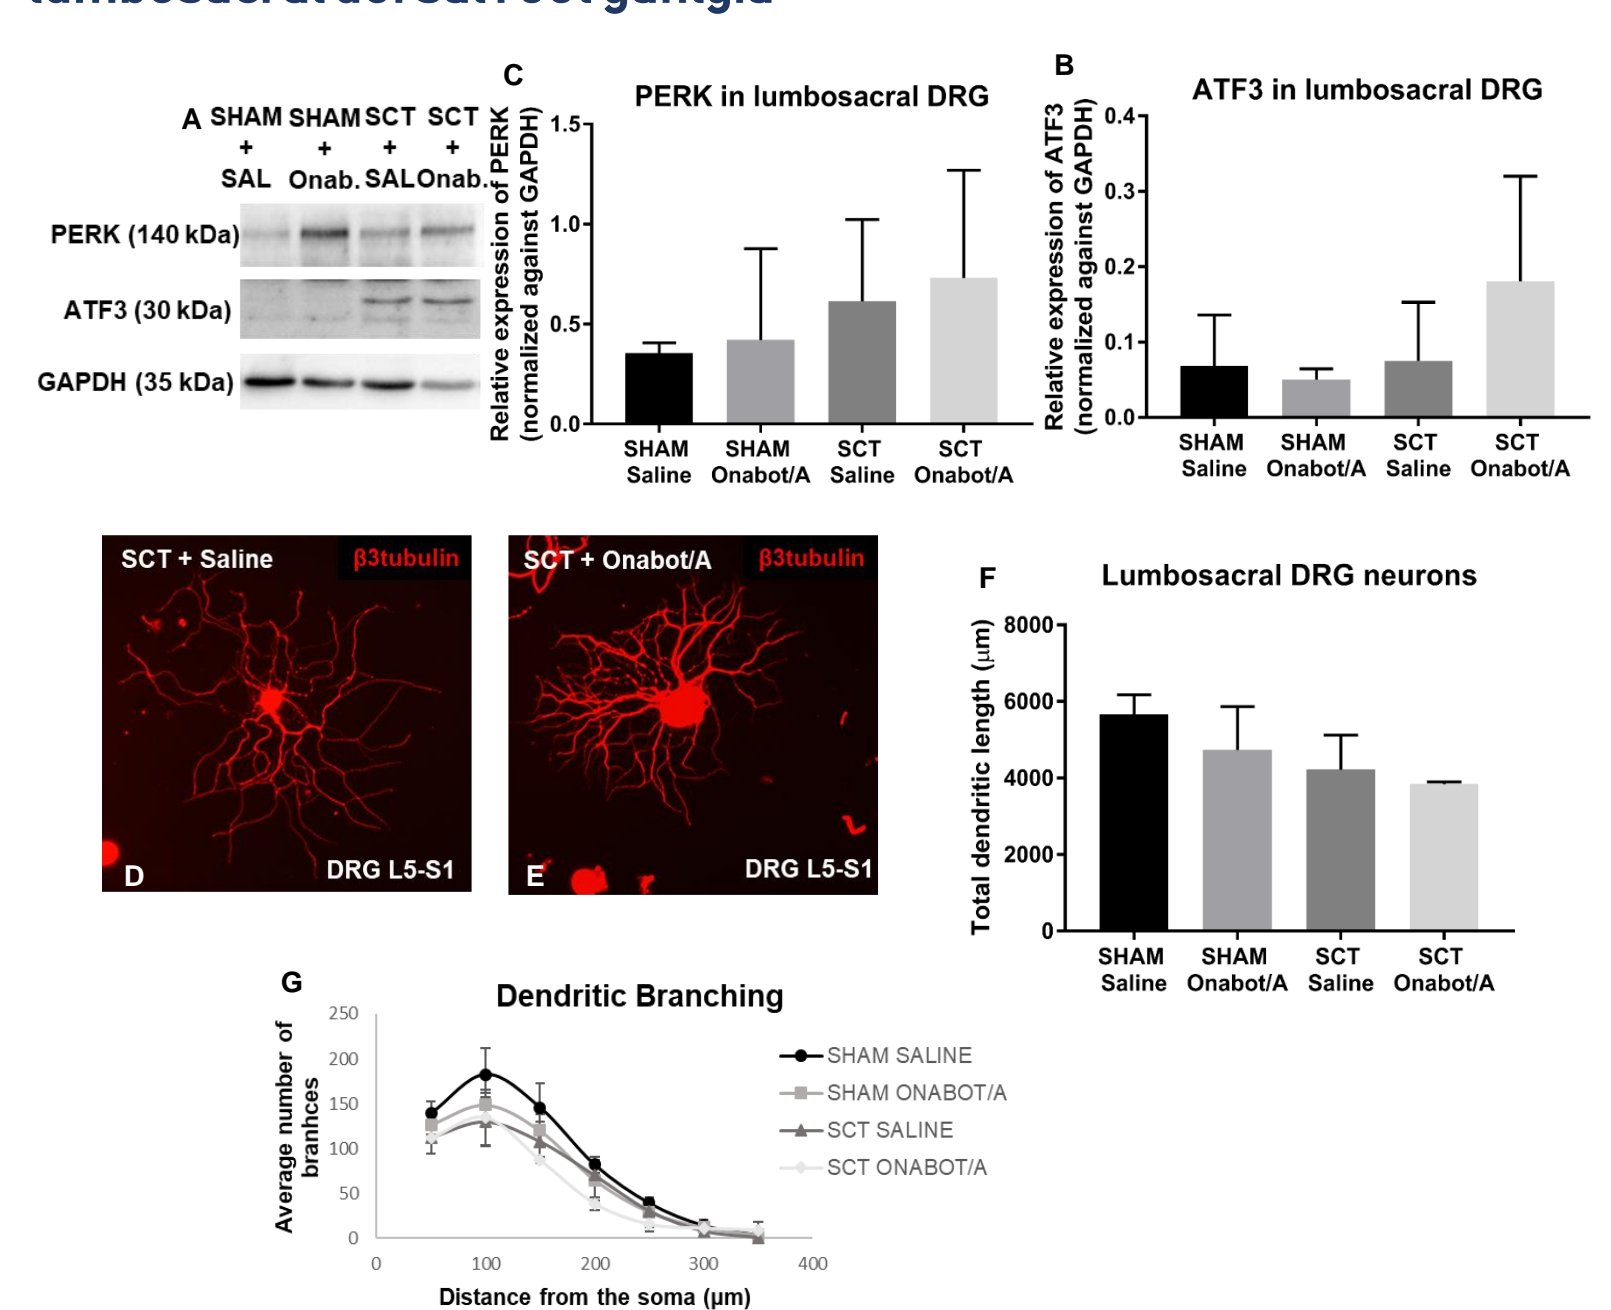 lumbosacral dorsal root ganglia
C
B
PERK in lumbosacral DRG
ATF3 in lumbosacral DRG
A
SHAM SHAM SCT SCT
+ + + +
SAL Onab. SAL Onab.
PERK (140 kDa)
ATF3 (30 kDa)
GAPDH (35 kDa)
Relative expression of PERK
(normalized against GAPDH)
1.5
1.0
0.5
0.0
SHAM SHAM SCT SCT
Saline Onabot/A Saline Onabot/A
Relative expression of ATF3
(normalized against GAPDH)
0.4
0.3
0.2
0.1
0.0
SHAM SHAM SCT SCT
Saline Onabot/A Saline Onabot/A
SCT + Saline
β3tubulin
DRG L5-S1
D
SCT + Onabot/A
β3tubulin
DRG L5-S1
E
F
Lumbosacral DRG neurons
Total dendritic length (μm)
8000
6000
4000
2000
0
SHAM SHAM SCT SCT
Saline Onabot/A Saline Onabot/A
G
Dendritic Branching
Average number of
branhces
250
200
150
100
50
0
0 100 200 300 400
Distance from the soma (μm)
SHAM SALINE
SHAM ONABOT/A
SCT SALINE
SCT ONABOT/A